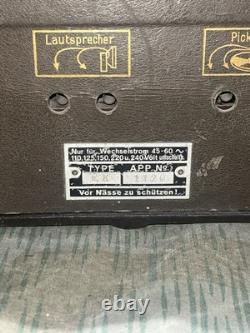 Lautsprecher
Pick
Nur für Wechselstrom 45-60 ∼
110,125,150,220 u. 240 Volt umschaltb.
TYPE APP. No
Vor Nässe zu schützen!